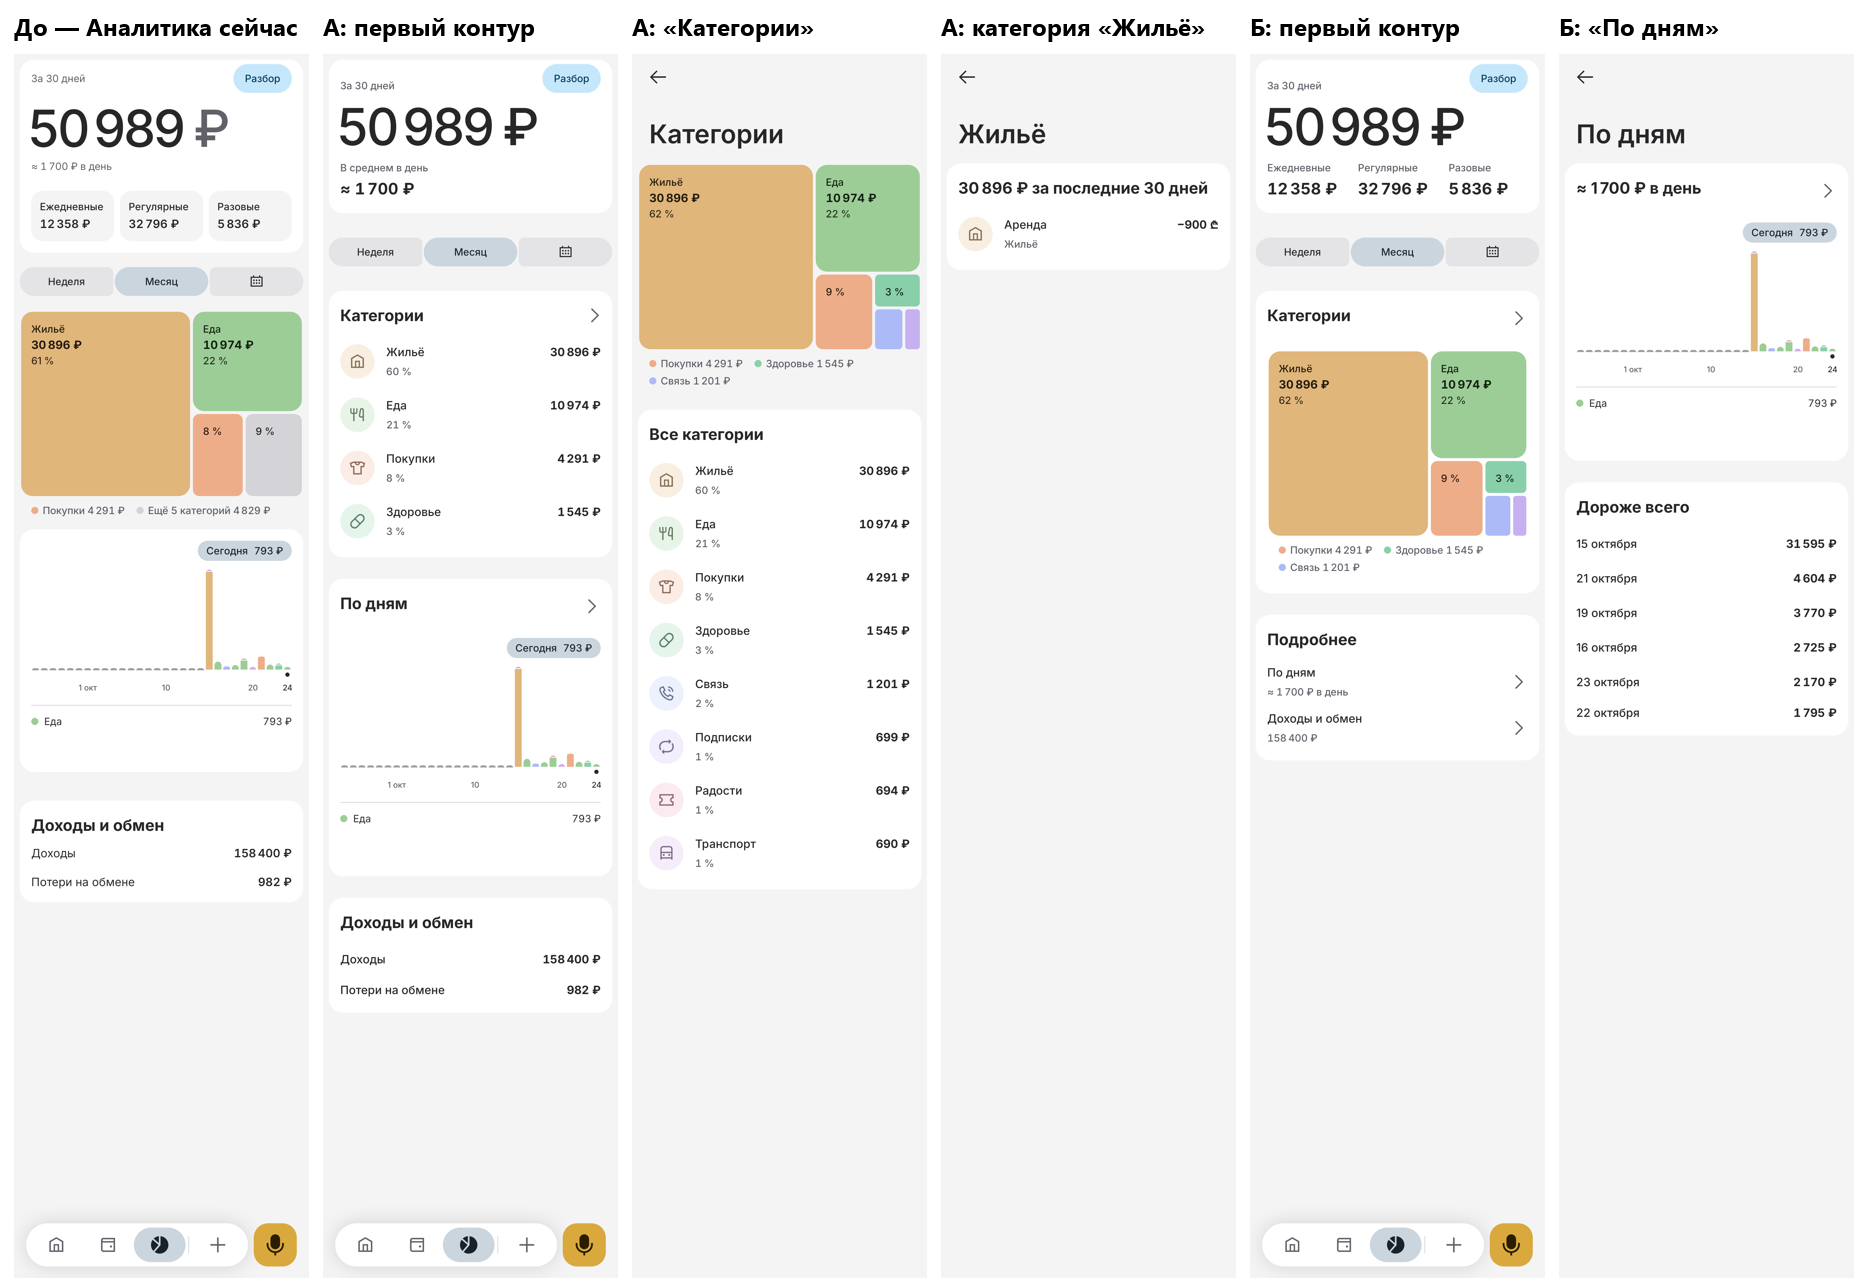 До — Аналитика сейчас
За 30 дней
Разбор
50 989 ₽
≈ 1 700 ₽ в день
Ежедневные
12 358 ₽
Регулярные
32 796 ₽
Разовые
5 836 ₽
Неделя
Месяц
Жильё
30 896 ₽
61 %
Еда
10 974 ₽
22 %
8 %
9 %
Покупки 4 291 ₽
Ещё 5 категорий 4 829 ₽
Сегодня 793 ₽
1 окт
10
20
24
Еда
793 ₽
Доходы и обмен
Доходы
158 400 ₽
Потери на обмене
982 ₽
А: первый контур
За 30 дней
Разбор
50 989 ₽
В среднем в день
≈ 1 700 ₽
Неделя
Месяц
Категории
Жильё
30 896 ₽
60 %
Еда
10 974 ₽
21 %
Покупки
4 291 ₽
8 %
Здоровье
1 545 ₽
3 %
По дням
Сегодня 793 ₽
1 окт
10
20
24
Еда
793 ₽
Доходы и обмен
Доходы
158 400 ₽
Потери на обмене
982 ₽
А: «Категории»
Категории
Жильё
30 896 ₽
62 %
Еда
10 974 ₽
22 %
9 %
3 %
Покупки 4 291 ₽
Здоровье 1 545 ₽
Связь 1 201 ₽
Все категории
Жильё
30 896 ₽
60 %
Еда
10 974 ₽
21 %
Покупки
4 291 ₽
8 %
Здоровье
1 545 ₽
3 %
Связь
1 201 ₽
2 %
Подписки
699 ₽
1 %
Радости
694 ₽
1 %
Транспорт
690 ₽
1 %
А: категория «Жильё»
Жильё
30 896 ₽ за последние 30 дней
Аренда
−900 ₾
Жильё
Б: первый контур
За 30 дней
Разбор
50 989 ₽
Ежедневные
12 358 ₽
Регулярные
32 796 ₽
Разовые
5 836 ₽
Неделя
Месяц
Категории
Жильё
30 896 ₽
62 %
Еда
10 974 ₽
22 %
9 %
3 %
Покупки 4 291 ₽
Здоровье 1 545 ₽
Связь 1 201 ₽
Подробнее
По дням
≈ 1 700 ₽ в день
Доходы и обмен
158 400 ₽
Б: «По дням»
По дням
≈ 1 700 ₽ в день
Сегодня 793 ₽
1 окт
10
20
24
Еда
793 ₽
Дороже всего
15 октября
31 595 ₽
21 октября
4 604 ₽
19 октября
3 770 ₽
16 октября
2 725 ₽
23 октября
2 170 ₽
22 октября
1 795 ₽